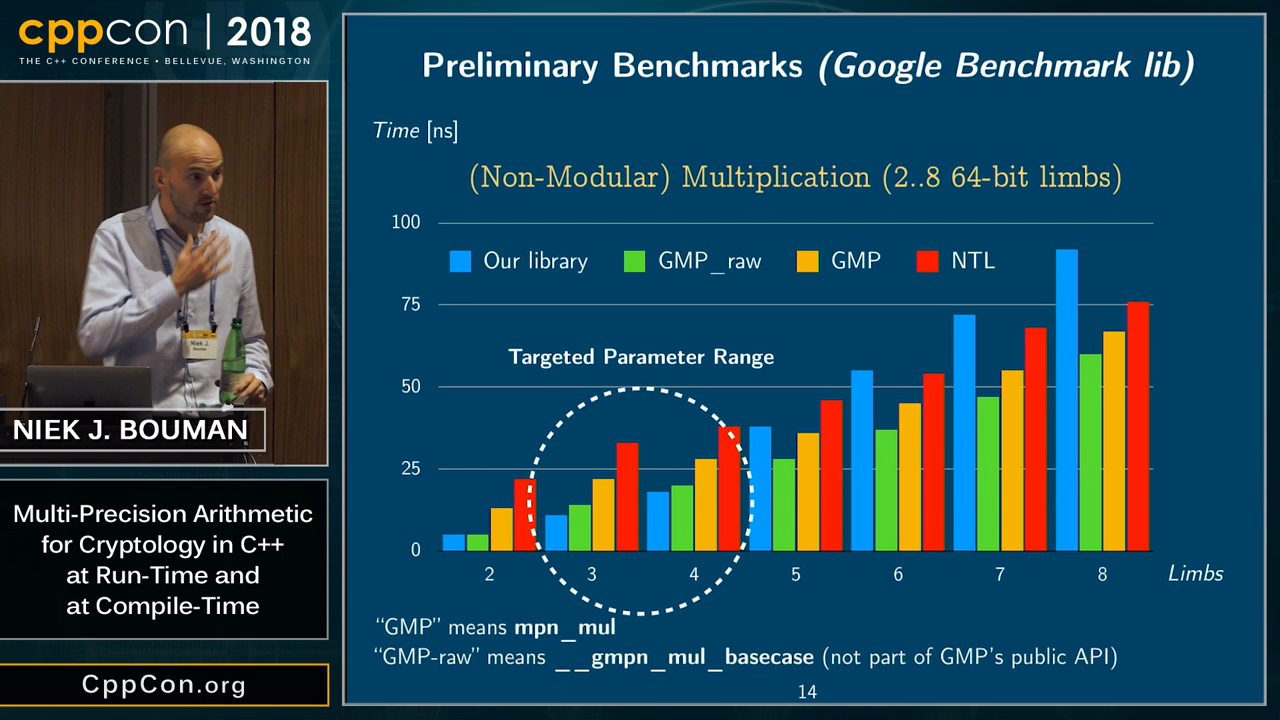 cppcon | 2018
THE C++ CONFERENCE • BELLEVUE, WASHINGTON
Niek J.
Bouman
NIEK J. BOUMAN
Multi-Precision Arithmetic
for Cryptology in C++
at Run-Time and
at Compile-Time
CppCon.org
Preliminary Benchmarks (Google Benchmark lib)
Time [ns]
(Non-Modular) Multiplication (2..8 64-bit limbs)
100
Our library GMP_raw GMP NTL
75
Targeted Parameter Range
50
25
0
2 3 4 5 6 7 8 Limbs
“GMP” means mpn_mul
“GMP-raw” means __gmpn_mul_basecase (not part of GMP's public API)
14